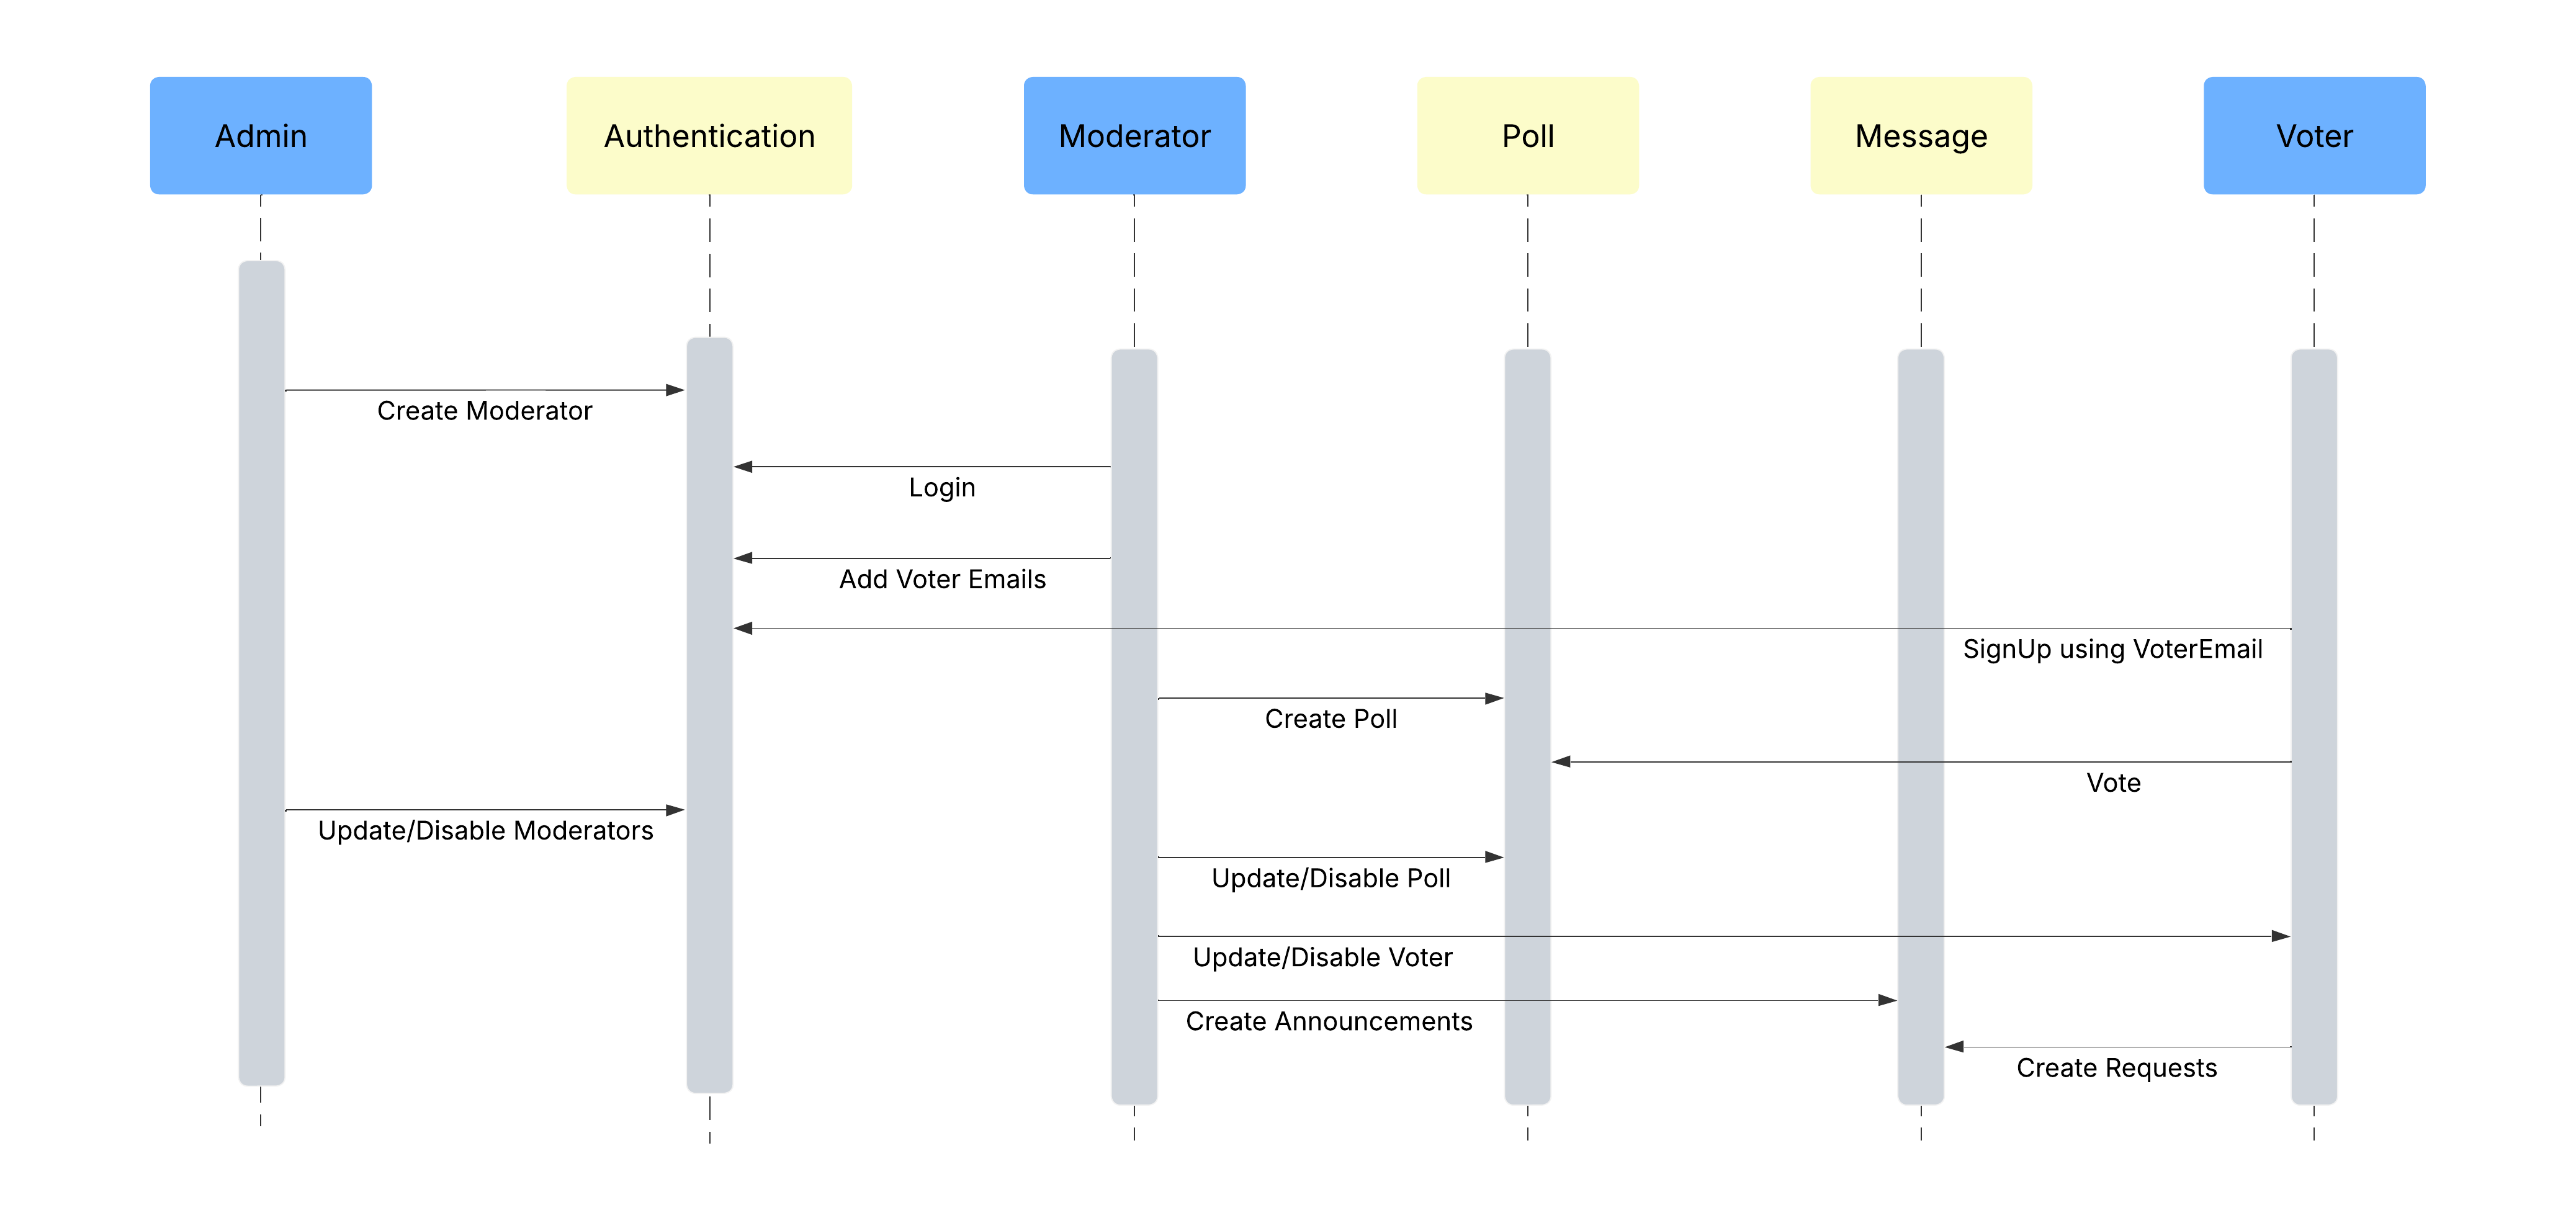 Admin
Authentication
Moderator
Poll
Message
Voter
Create Moderator
Login
Add Voter Emails
SignUp using VoterEmail
Create Poll
Vote
Update/Disable Moderators
Update/Disable Poll
Update/Disable Voter
Create Announcements
Create Requests